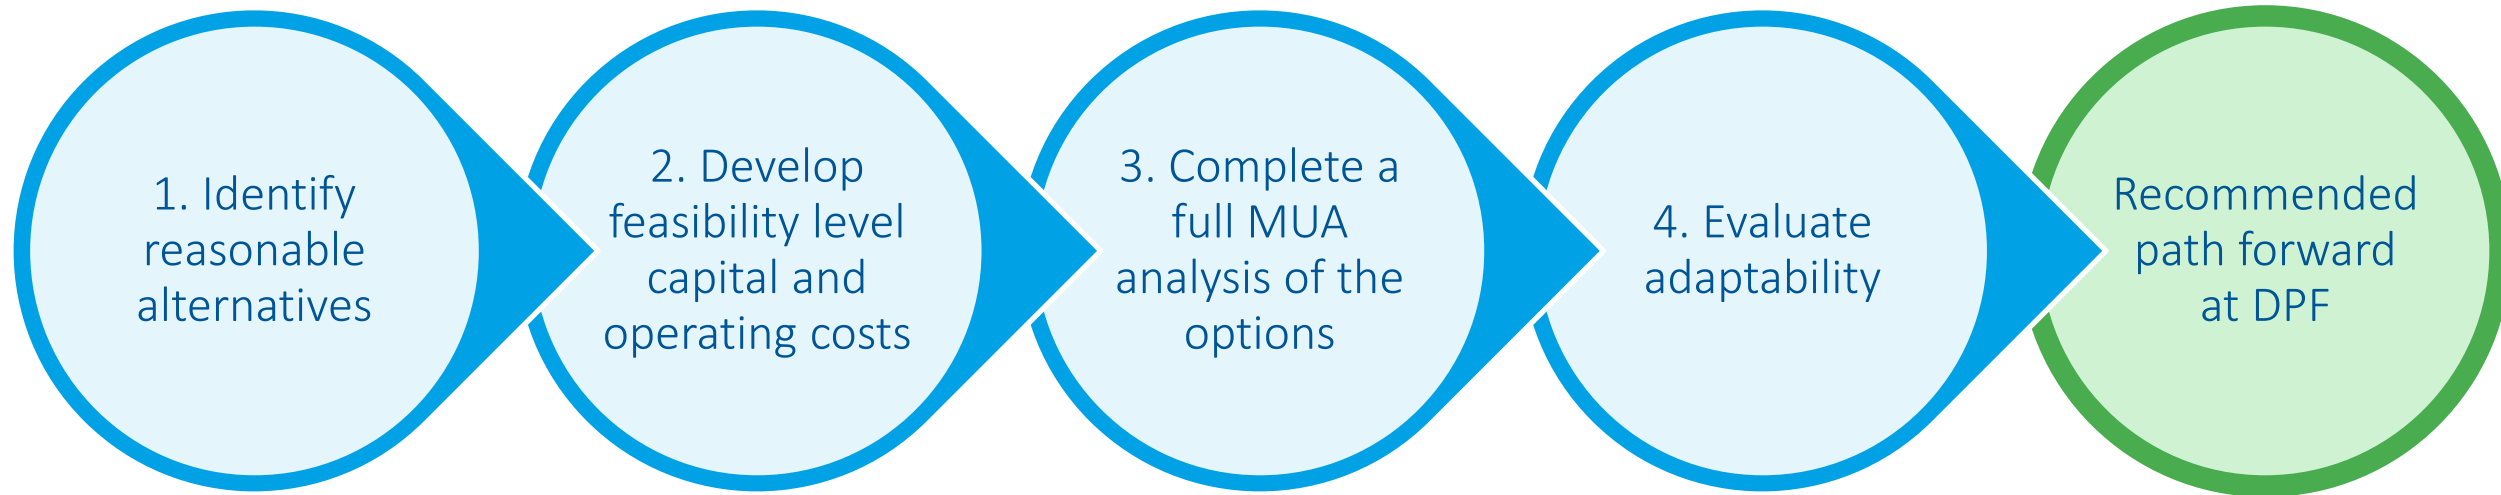 1. Identify
reasonable
alternatives
2. Develop
feasibility level
capital and
operating costs
3. Complete a
full MUA
analysis of the
options
4. Evaluate
adaptability
Recommended
path forward
at DPF